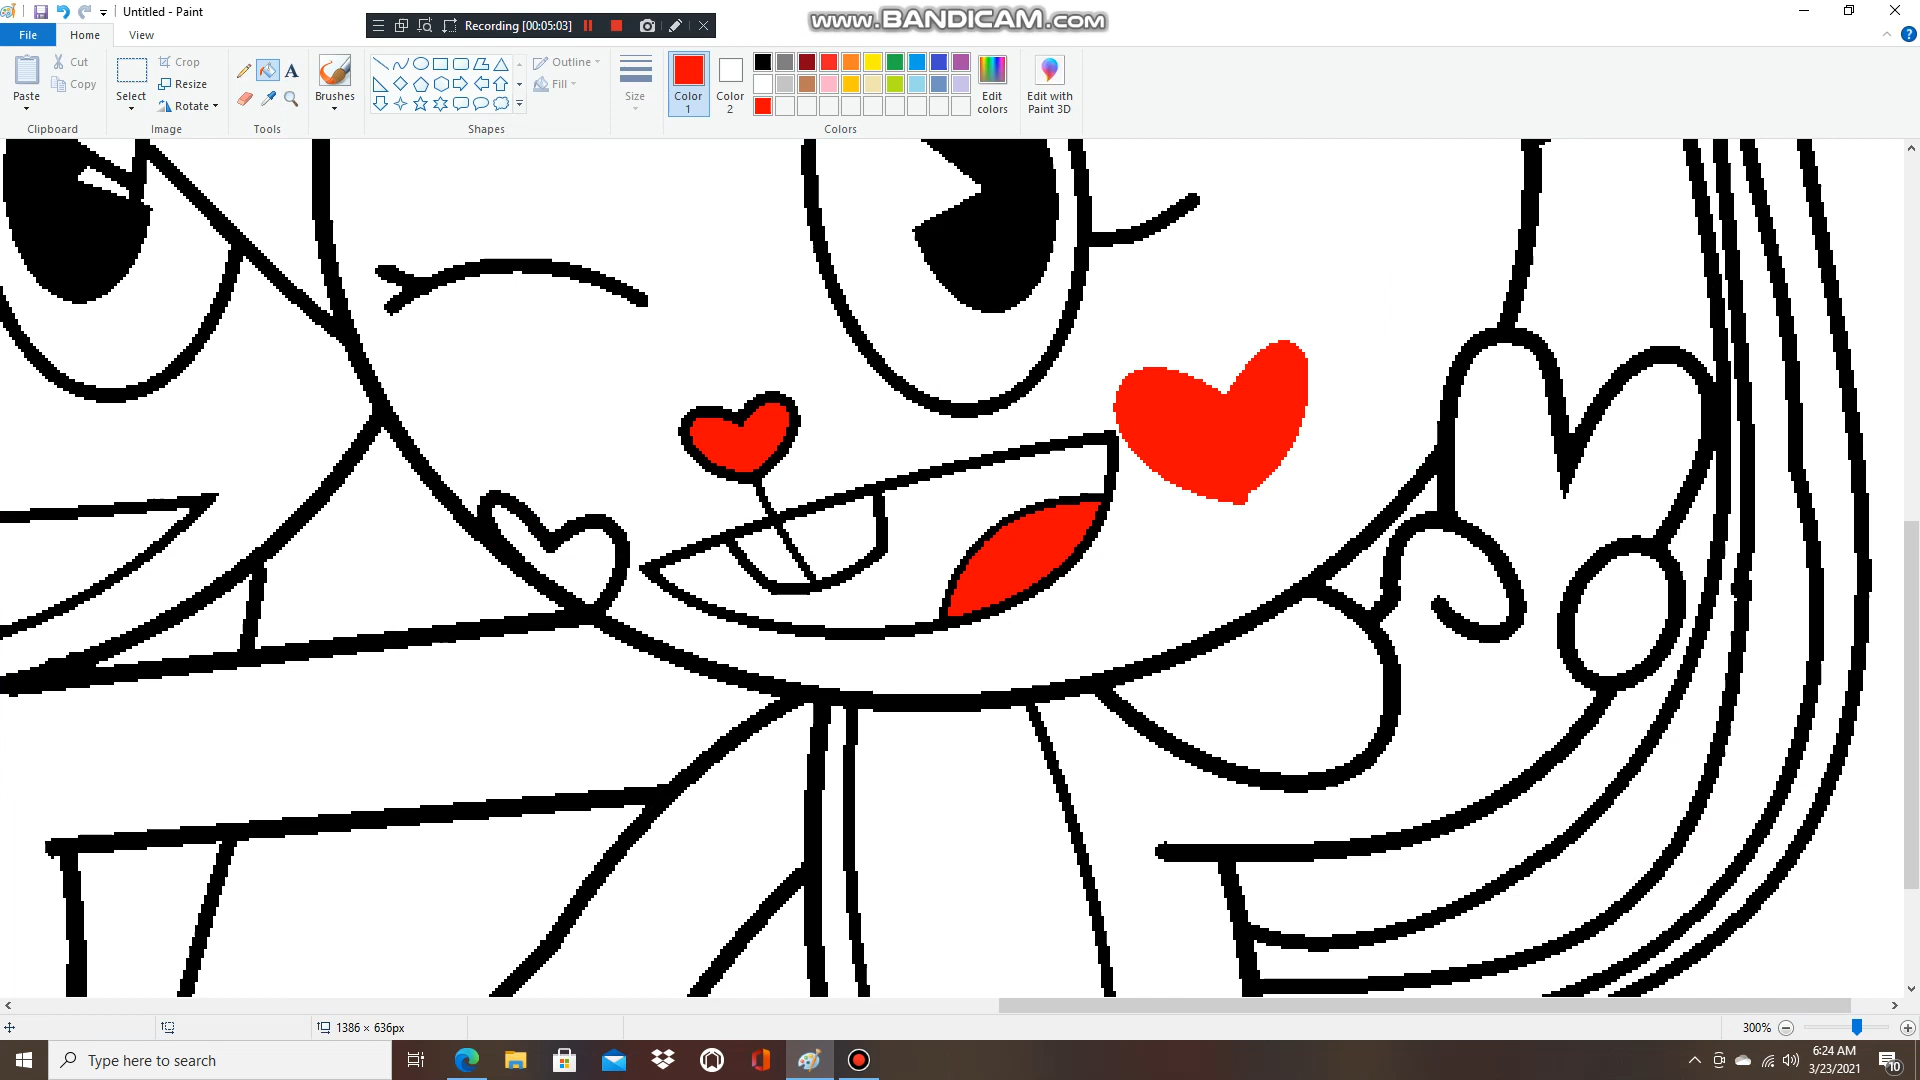 Untitled - Paint
Recording [00:05:03]
www.BANDICAM.com
File
Home
View
Paste
Cut
Copy
Clipboard
Select
Crop
Resize
Rotate
Image
Tools
Brushes
Shapes
Outline
Fill
Size
Color 1
Color 2
Edit colors
Colors
Edit with Paint 3D
1386 × 636px
300%
Type here to search
6:24 AM
3/23/2021
10